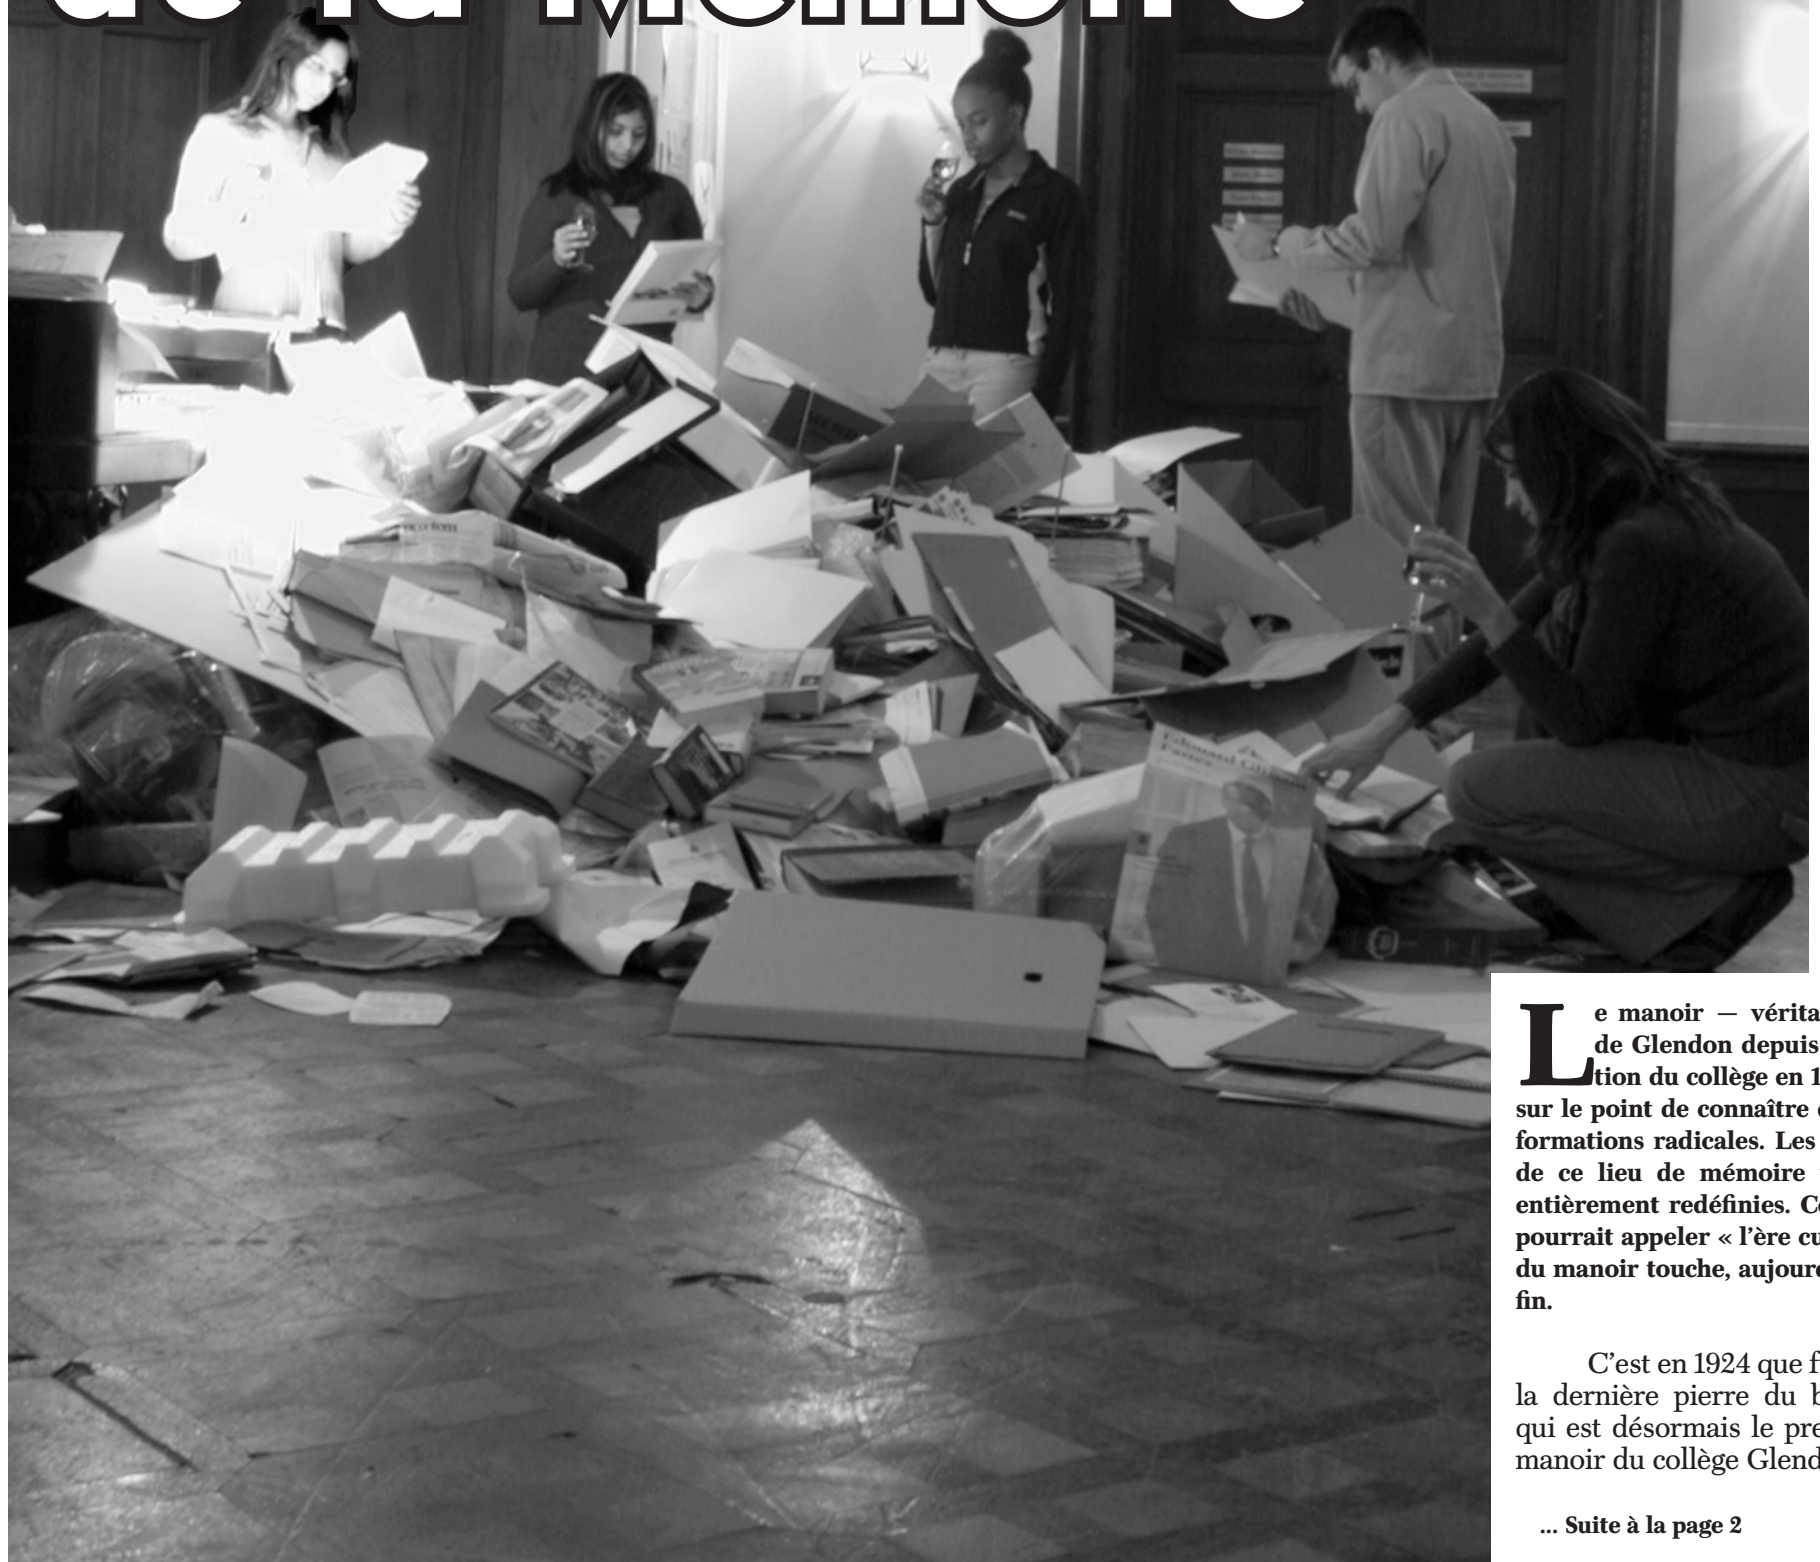 de la Mémoire
Edouard
L
e manoir — vérita
de Glendon depuis
tion du collège en 1
sur le point de connaître
formations radicales. Les
de ce lieu de mémoire
entièrement redéfinies. C
pourrait appeler « l’ère cu
du manoir touche, aujour
fin.
C’est en 1924 que f
la dernière pierre du b
qui est désormais le pre
manoir du collège Glend
... Suite à la page 2